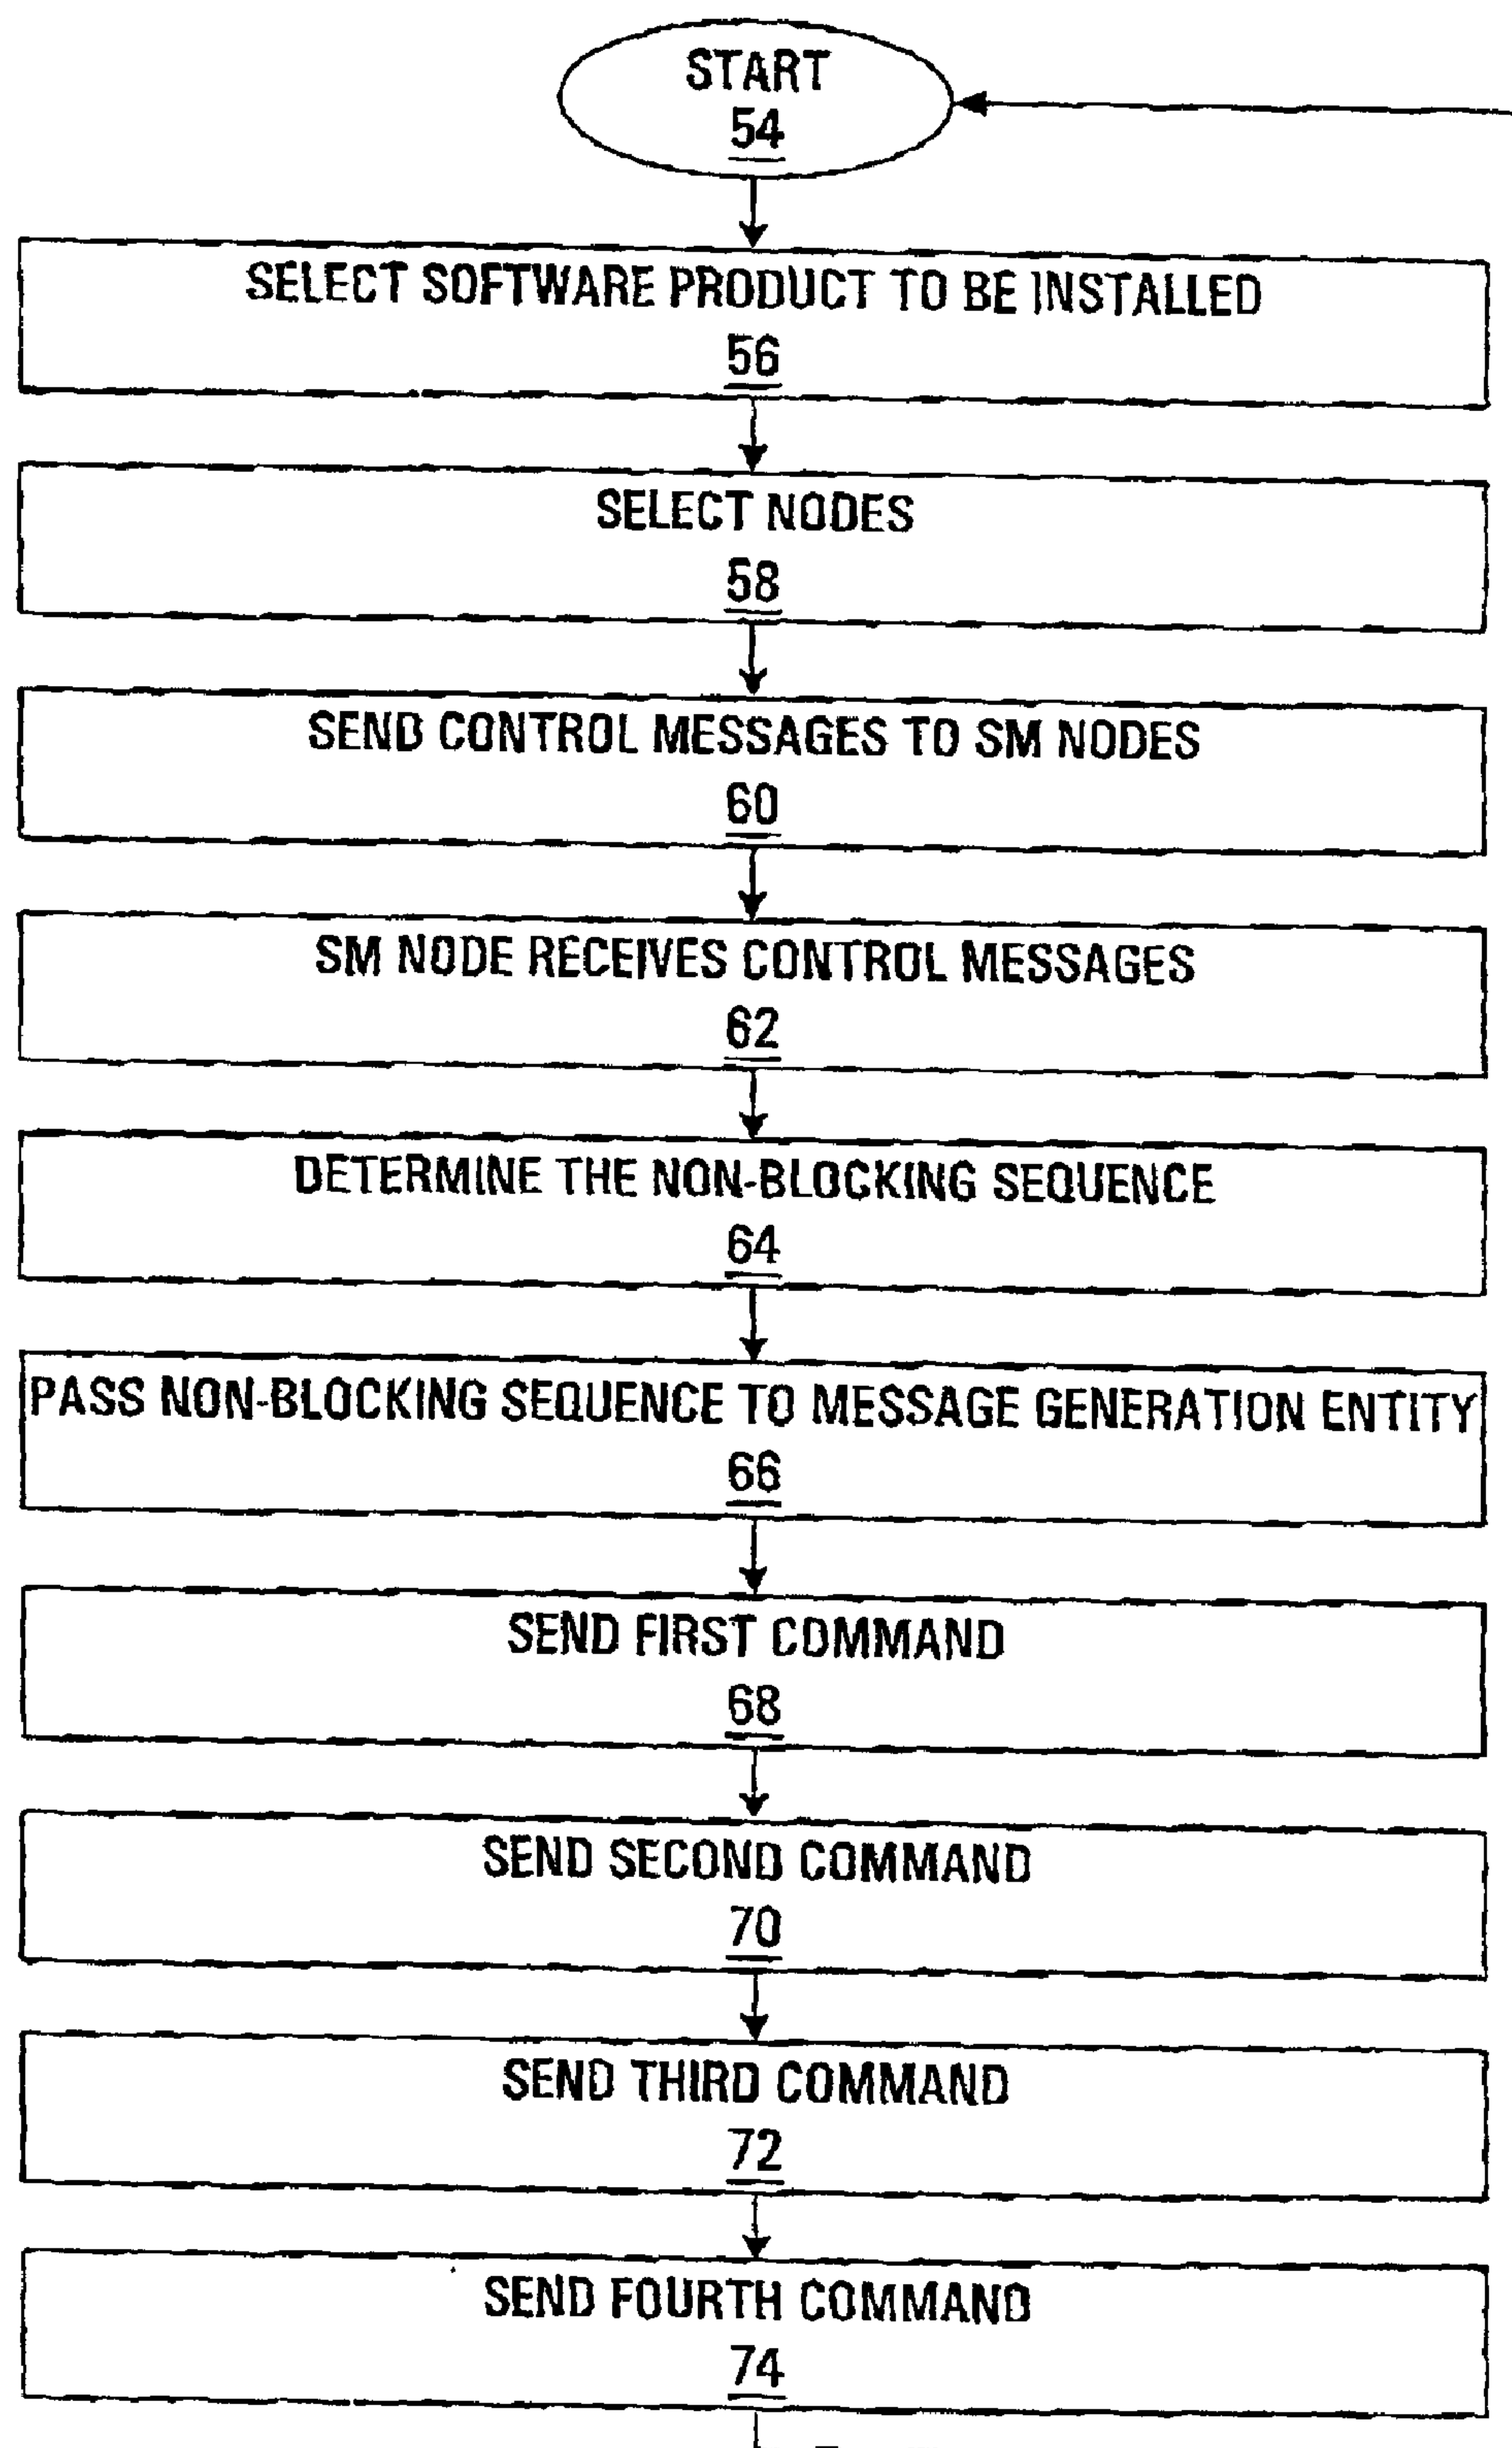 START
54
SELECT SOFTWARE PRODUCT TO BE INSTALLED
56
SELECT NODES
58
SEND CONTROL MESSAGES TO SM NODES
60
SM NODE RECEIVES CONTROL MESSAGES
62
DETERMINE THE NON-BLOCKING SEQUENCE
64
PASS NON-BLOCKING SEQUENCE TO MESSAGE GENERATION ENTITY
66
SEND FIRST COMMAND
68
SEND SECOND COMMAND
70
SEND THIRD COMMAND
72
SEND FOURTH COMMAND
74